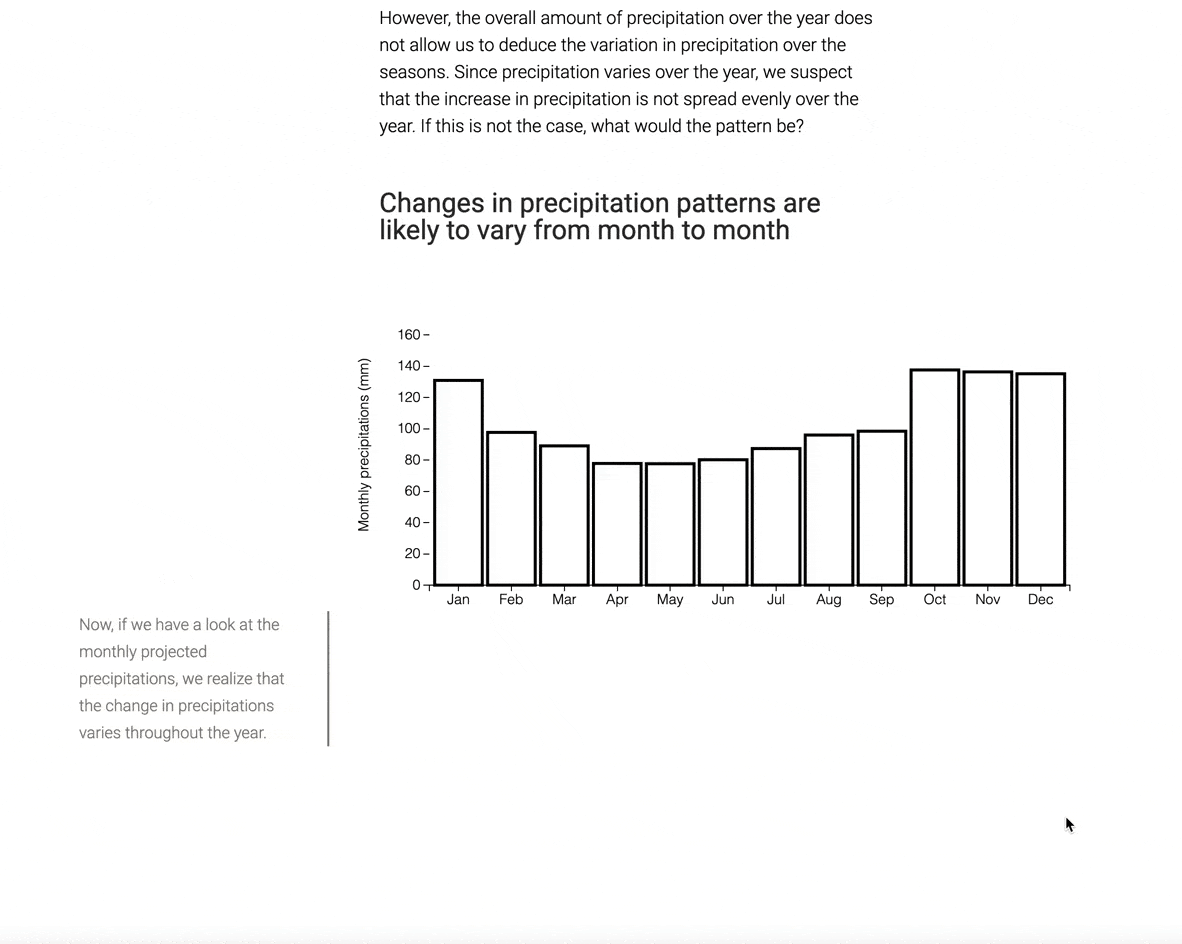 However, the overall amount of precipitation over the year does
not allow us to deduce the variation in precipitation over the
seasons. Since precipitation varies over the year, we suspect
that the increase in precipitation is not spread evenly over the
year. If this is not the case, what would the pattern be?
Changes in precipitation patterns are
likely to vary from month to month
Monthly precipitations (mm)
160
140
120
100
80
60
40
20
0
Jan Feb Mar Apr May Jun Jul Aug Sep Oct Nov Dec
Now, if we have a look at the
monthly projected
precipitations, we realize that
the change in precipitations
varies throughout the year.